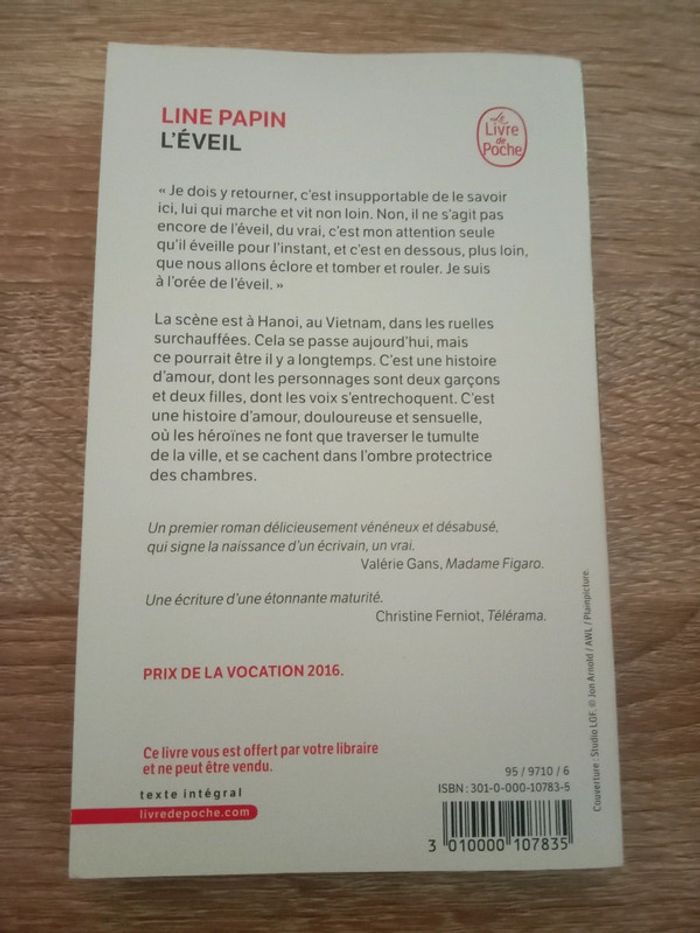 LINE PAPIN
L'ÉVEIL
Le
Livre
de
Poche
« Je dois y retourner, c'est insupportable de le savoir
ici, lui qui marche et vit non loin. Non, il ne s'agit pas
encore de l'éveil, du vrai, c'est mon attention seule
qu'il éveille pour l'instant, et c'est en dessous, plus loin,
que nous allons éclore et tomber et rouler. Je suis
à l'orée de l'éveil. »
La scène est à Hanoi, au Vietnam, dans les ruelles
surchauffées. Cela se passe aujourd'hui, mais
ce pourrait être il y a longtemps. C'est une histoire
d'amour, dont les personnages sont deux garçons
et deux filles, dont les voix s'entrechoquent. C'est
une histoire d'amour, douloureuse et sensuelle,
où les héroïnes ne font que traverser le tumulte
de la ville, et se cachent dans l'ombre protectrice
des chambres.
Un premier roman délicieusement vénéneux et désabusé,
qui signe la naissance d'un écrivain, un vrai.
Valérie Gans, Madame Figaro.
Une écriture d'une étonnante maturité.
Christine Ferniot, Télérama.
PRIX DE LA VOCATION 2016.
Ce livre vous est offert par votre libraire
et ne peut être vendu.
texte intégral
livredepoche.com
95 / 9710 / 6
ISBN : 301-0-000-10783-5
3 010000 107835
Couverture : Studio LGF. © Jon Arnold / AWL / Plainpicture.